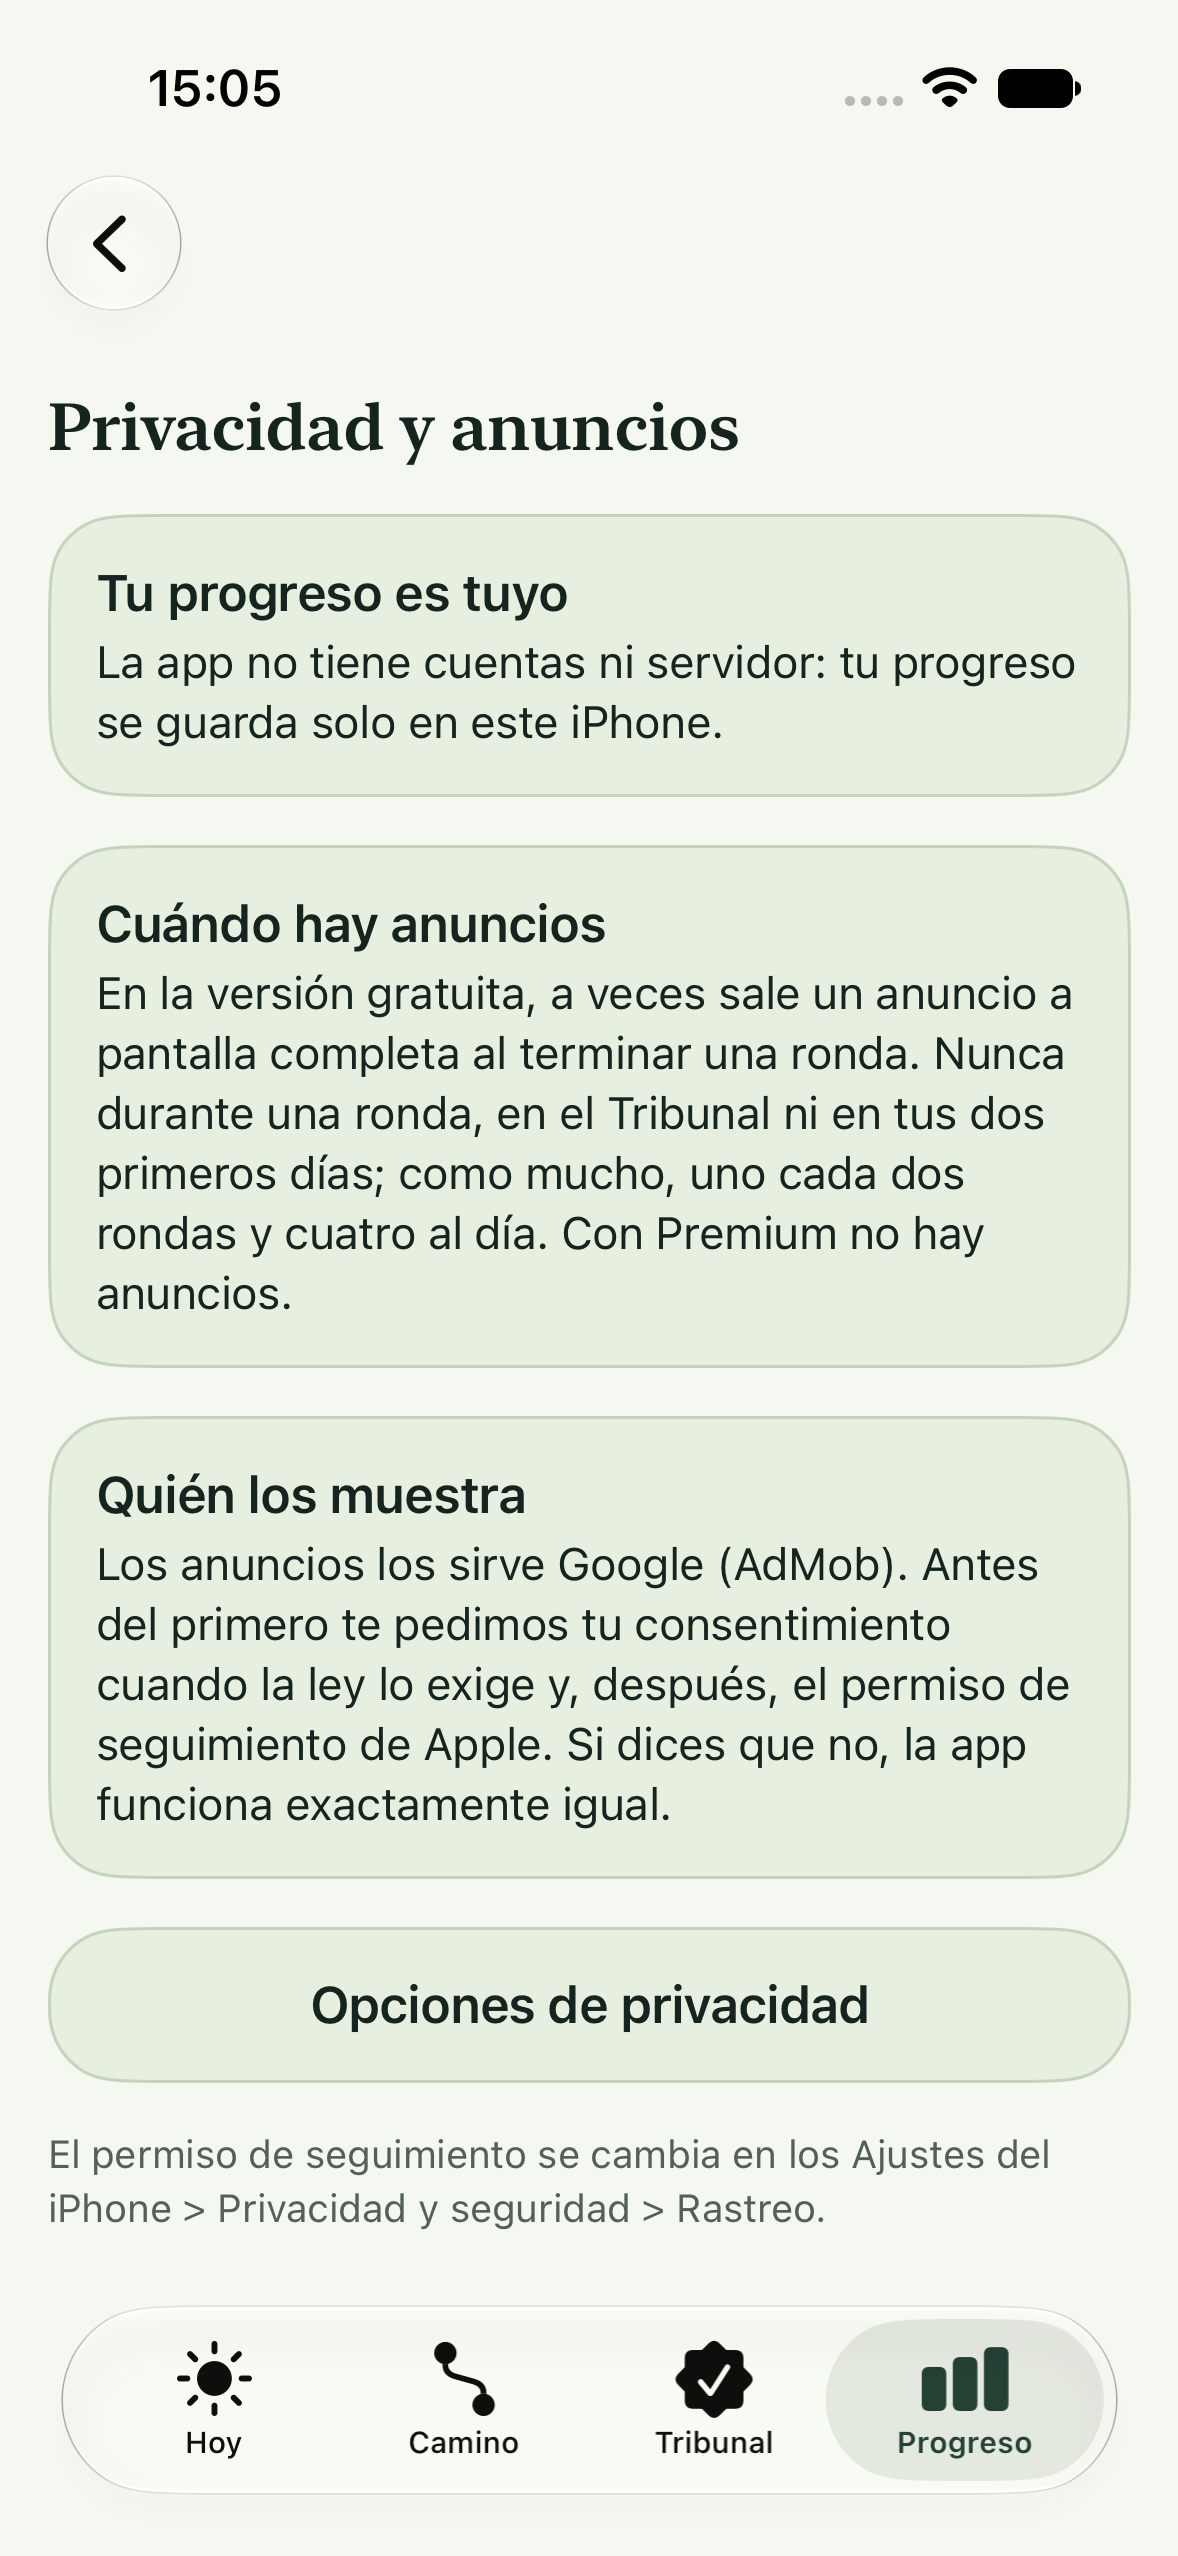 15:05
Privacidad y anuncios
Tu progreso es tuyo
La app no tiene cuentas ni servidor: tu progreso
se guarda solo en este iPhone.
Cuándo hay anuncios
En la versión gratuita, a veces sale un anuncio a
pantalla completa al terminar una ronda. Nunca
durante una ronda, en el Tribunal ni en tus dos
primeros días; como mucho, uno cada dos
rondas y cuatro al día. Con Premium no hay
anuncios.
Quién los muestra
Los anuncios los sirve Google (AdMob). Antes
del primero te pedimos tu consentimiento
cuando la ley lo exige y, después, el permiso de
seguimiento de Apple. Si dices que no, la app
funciona exactamente igual.
Opciones de privacidad
El permiso de seguimiento se cambia en los Ajustes del
iPhone > Privacidad y seguridad > Rastreo.
Hoy
Camino
Tribunal
Progreso